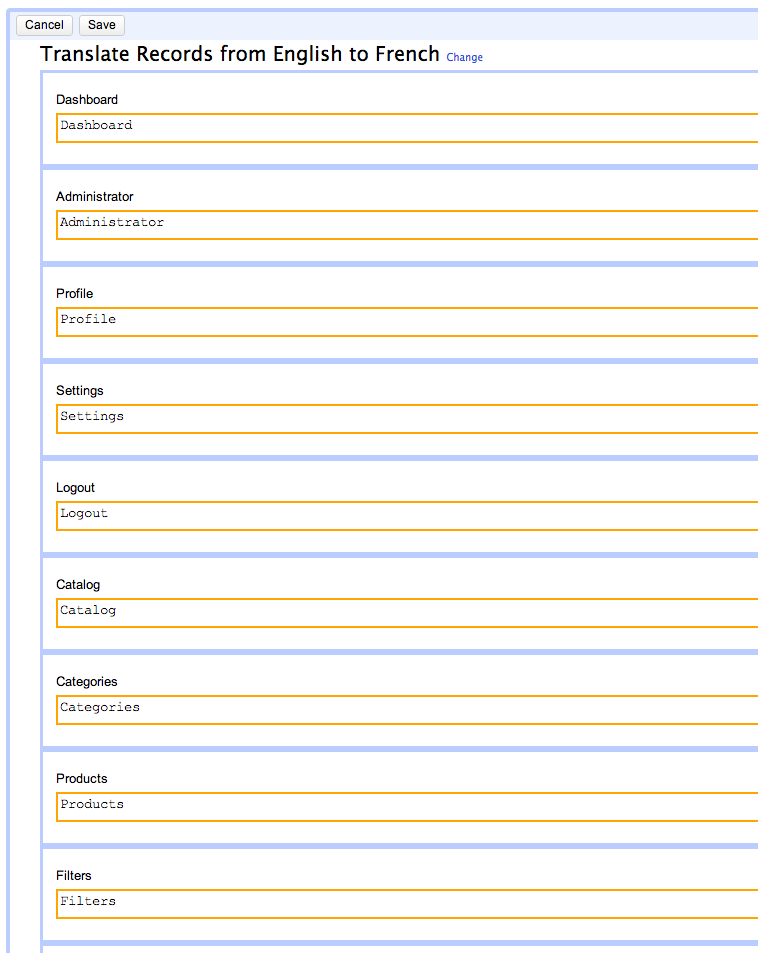 Cancel Save
Translate Records from English to French Change
Dashboard
Dashboard
Administrator
Administrator
Profile
Profile
Settings
Settings
Logout
Logout
Catalog
Catalog
Categories
Categories
Products
Products
Filters
Filters